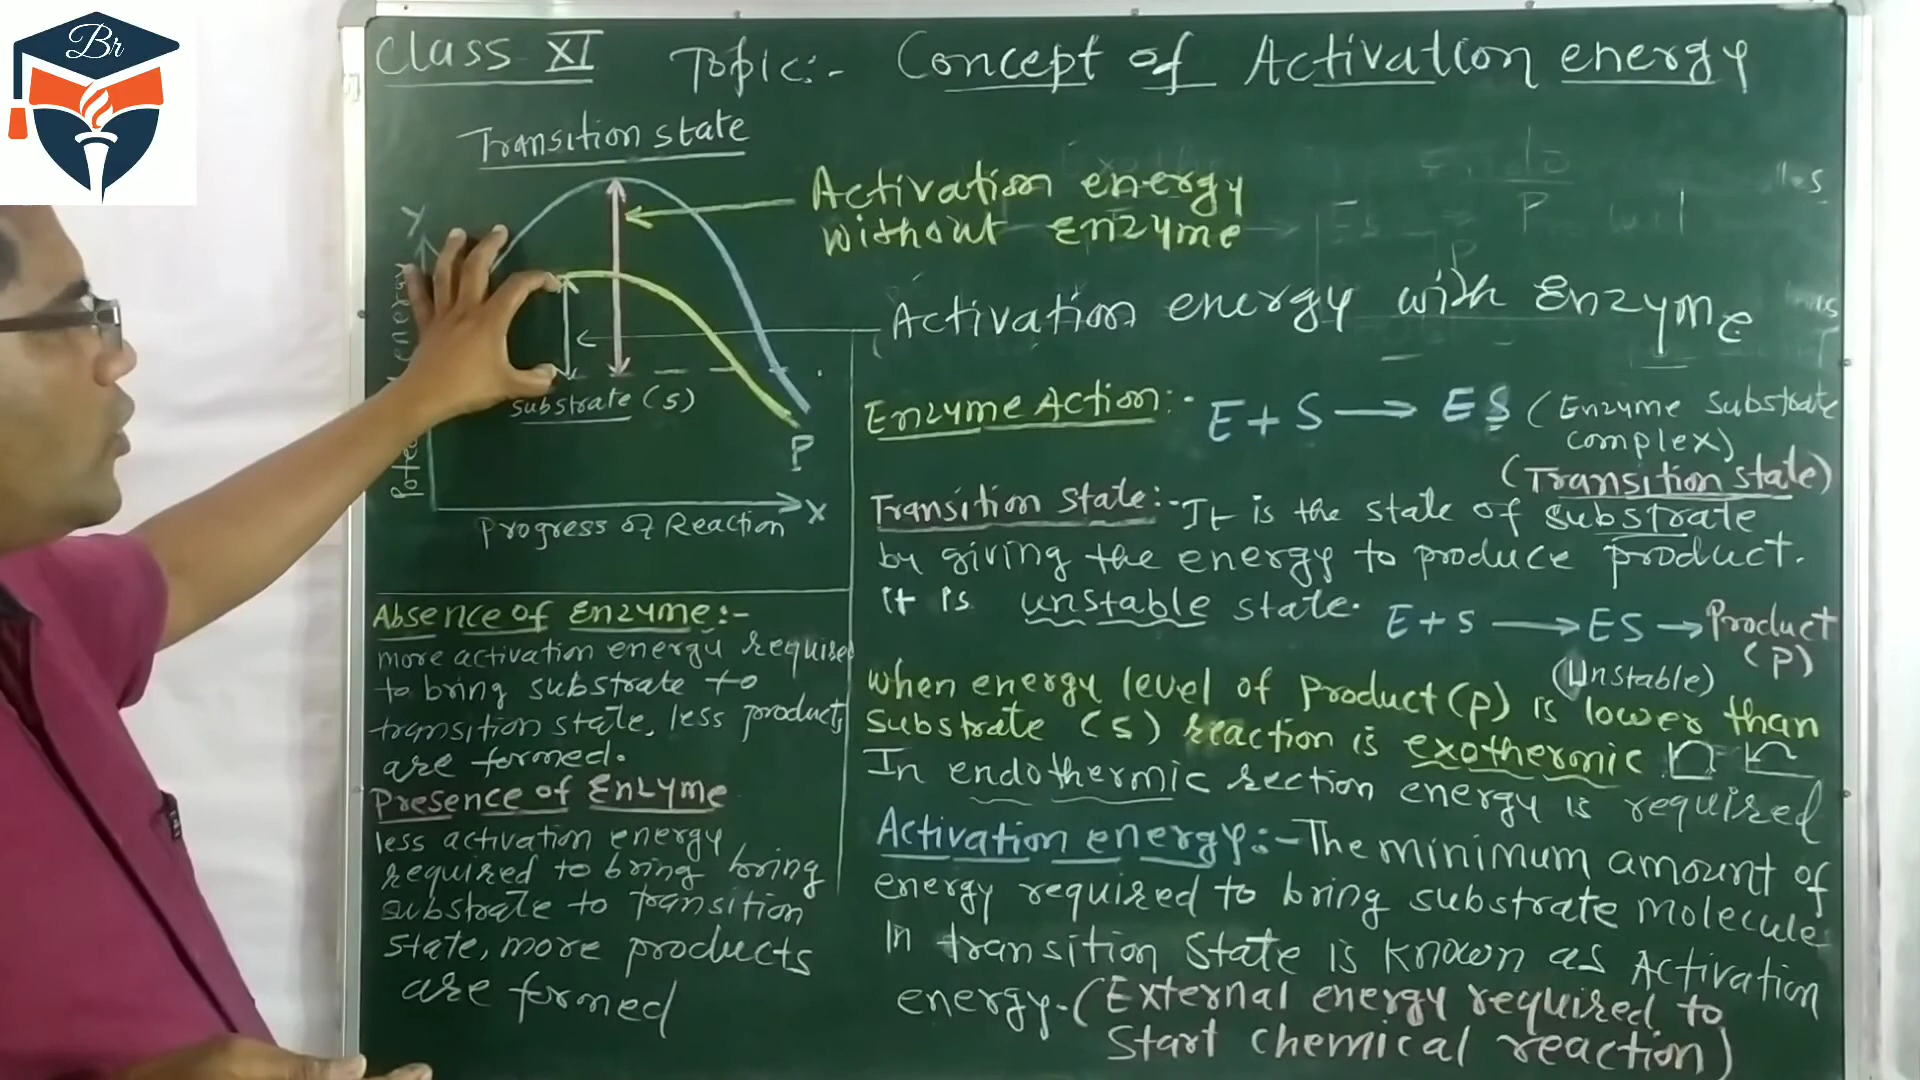 Br
Class XI Topic:- Concept of Activation energy
Transition state
Activation energy
without Enzyme
Activation energy with Enzyme
Y
energy
Substrate (S)
P
X
Progress of Reaction
Absence of Enzyme:-
more activation energy required
to bring substrate to
transition state, less products
are formed.
Presence of Enzyme
less activation energy
required to bring bring
substrate to transition
state, more products
are formed
Enzyme Action:- E + S → ES (Enzyme Substrate
complex)
(Transition state)
Transition State:- It is the state of substrate
by giving the energy to produce product.
it is unstable state. E + S → ES → Product
(Unstable) (P)
when energy level of product (p) is lower than
substrate (S) reaction is exothermic
In endothermic rection energy is required
Activation energy:- The minimum amount of
energy required to bring substrate molecule
in transition state is known as Activation
energy. (External energy required to
start chemical reaction)